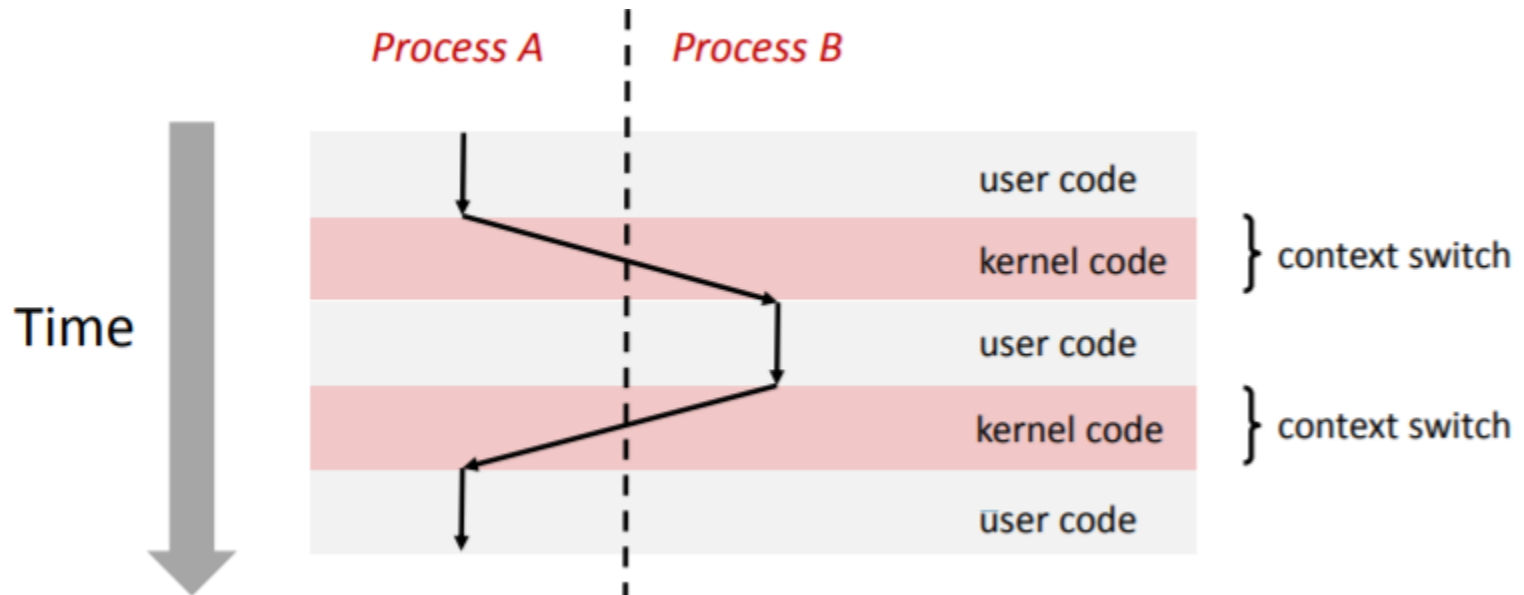 Process A
Process B
user code
kernel code
context switch
Time
user code
kernel code
context switch
user code